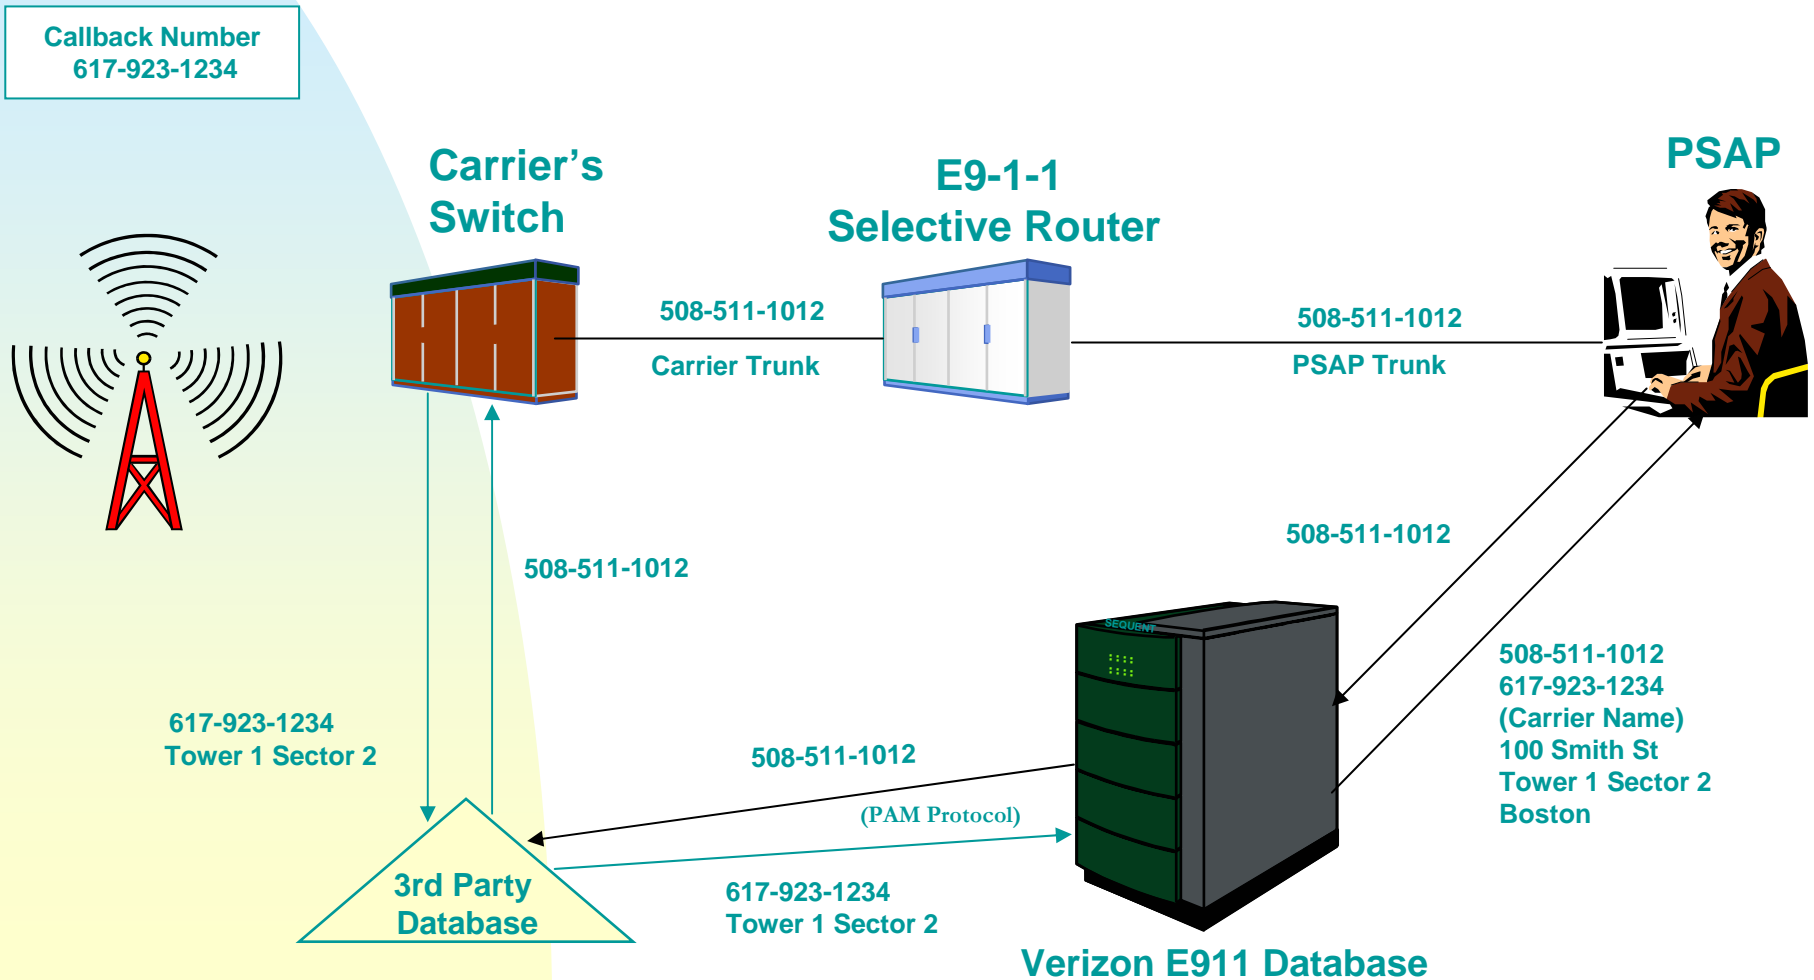 Callback Number
617-923-1234
Carrier's
Switch
E9-1-1
Selective Router
PSAP
508-511-1012
Carrier Trunk
508-511-1012
PSAP Trunk
508-511-1012
508-511-1012
SEQUENT
617-923-1234
Tower 1 Sector 2
508-511-1012
(PAM Protocol)
508-511-1012
617-923-1234
(Carrier Name)
100 Smith St
Tower 1 Sector 2
Boston
3rd Party
Database
617-923-1234
Tower 1 Sector 2
Verizon E911 Database